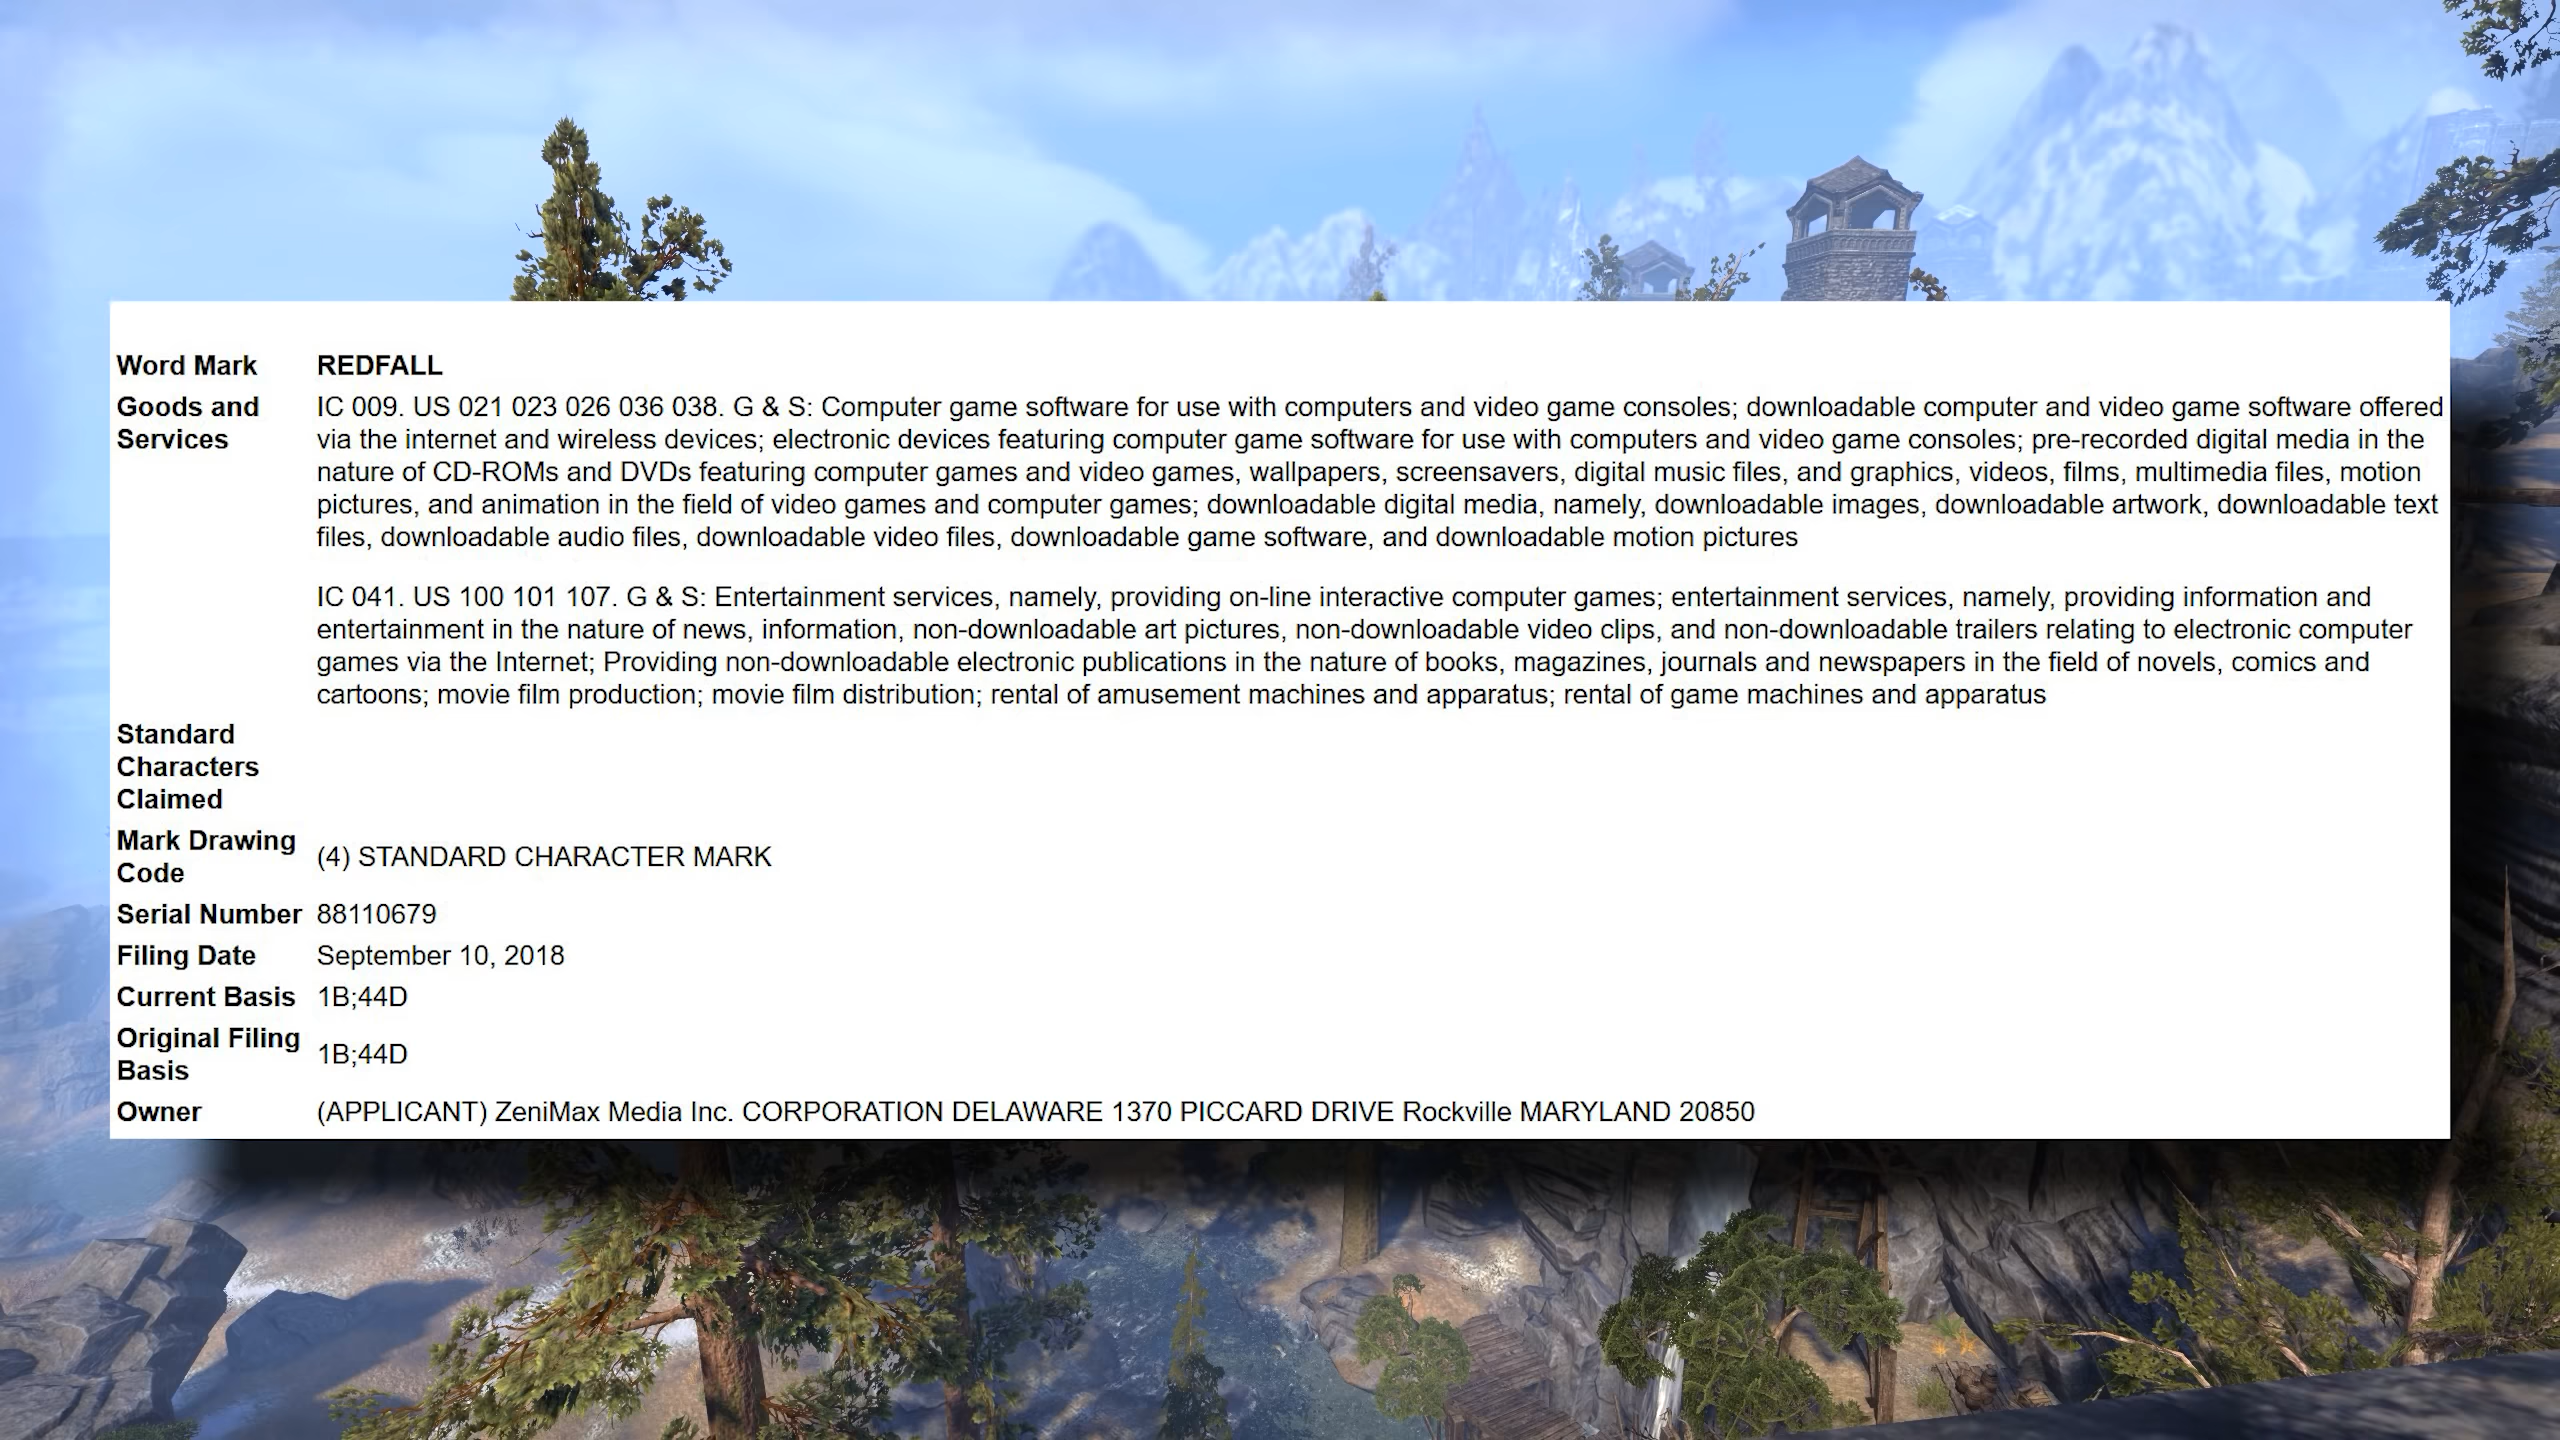 Word Mark REDFALL
Goods and Services
IC 009. US 021 023 026 036 038. G & S: Computer game software for use with computers and video game consoles; downloadable computer and video game software offered
via the internet and wireless devices; electronic devices featuring computer game software for use with computers and video game consoles; pre-recorded digital media in the
nature of CD-ROMs and DVDs featuring computer games and video games, wallpapers, screensavers, digital music files, and graphics, videos, films, multimedia files, motion
pictures, and animation in the field of video games and computer games; downloadable digital media, namely, downloadable images, downloadable artwork, downloadable text
files, downloadable audio files, downloadable video files, downloadable game software, and downloadable motion pictures
IC 041. US 100 101 107. G & S: Entertainment services, namely, providing on-line interactive computer games; entertainment services, namely, providing information and
entertainment in the nature of news, information, non-downloadable art pictures, non-downloadable video clips, and non-downloadable trailers relating to electronic computer
games via the Internet; Providing non-downloadable electronic publications in the nature of books, magazines, journals and newspapers in the field of novels, comics and
cartoons; movie film production; movie film distribution; rental of amusement machines and apparatus; rental of game machines and apparatus
Standard
Characters
Claimed
Mark Drawing
Code
(4) STANDARD CHARACTER MARK
Serial Number 88110679
Filing Date September 10, 2018
Current Basis 1B;44D
Original Filing
Basis
1B;44D
Owner (APPLICANT) ZeniMax Media Inc. CORPORATION DELAWARE 1370 PICCARD DRIVE Rockville MARYLAND 20850